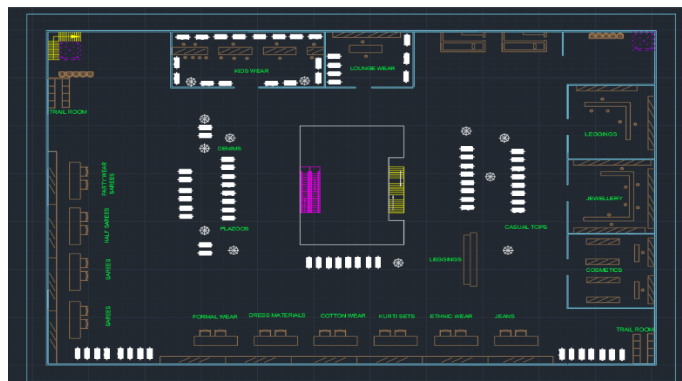 KIDS WEAR
LOUNGE WEAR
TRAIL ROOM
LEGGINGS
DENIMS
PARTY WEAR
SAREES
JEWELLERY
HALF SAREES
PLAZOOS
CASUAL TOPS
LEGGINGS
SAREES
COSMETICS
SAREES
FORMAL WEAR
DRESS MATERIALS
COTTON WEAR
KURTI SETS
ETHNIC WEAR
JEANS
TRAIL ROOM